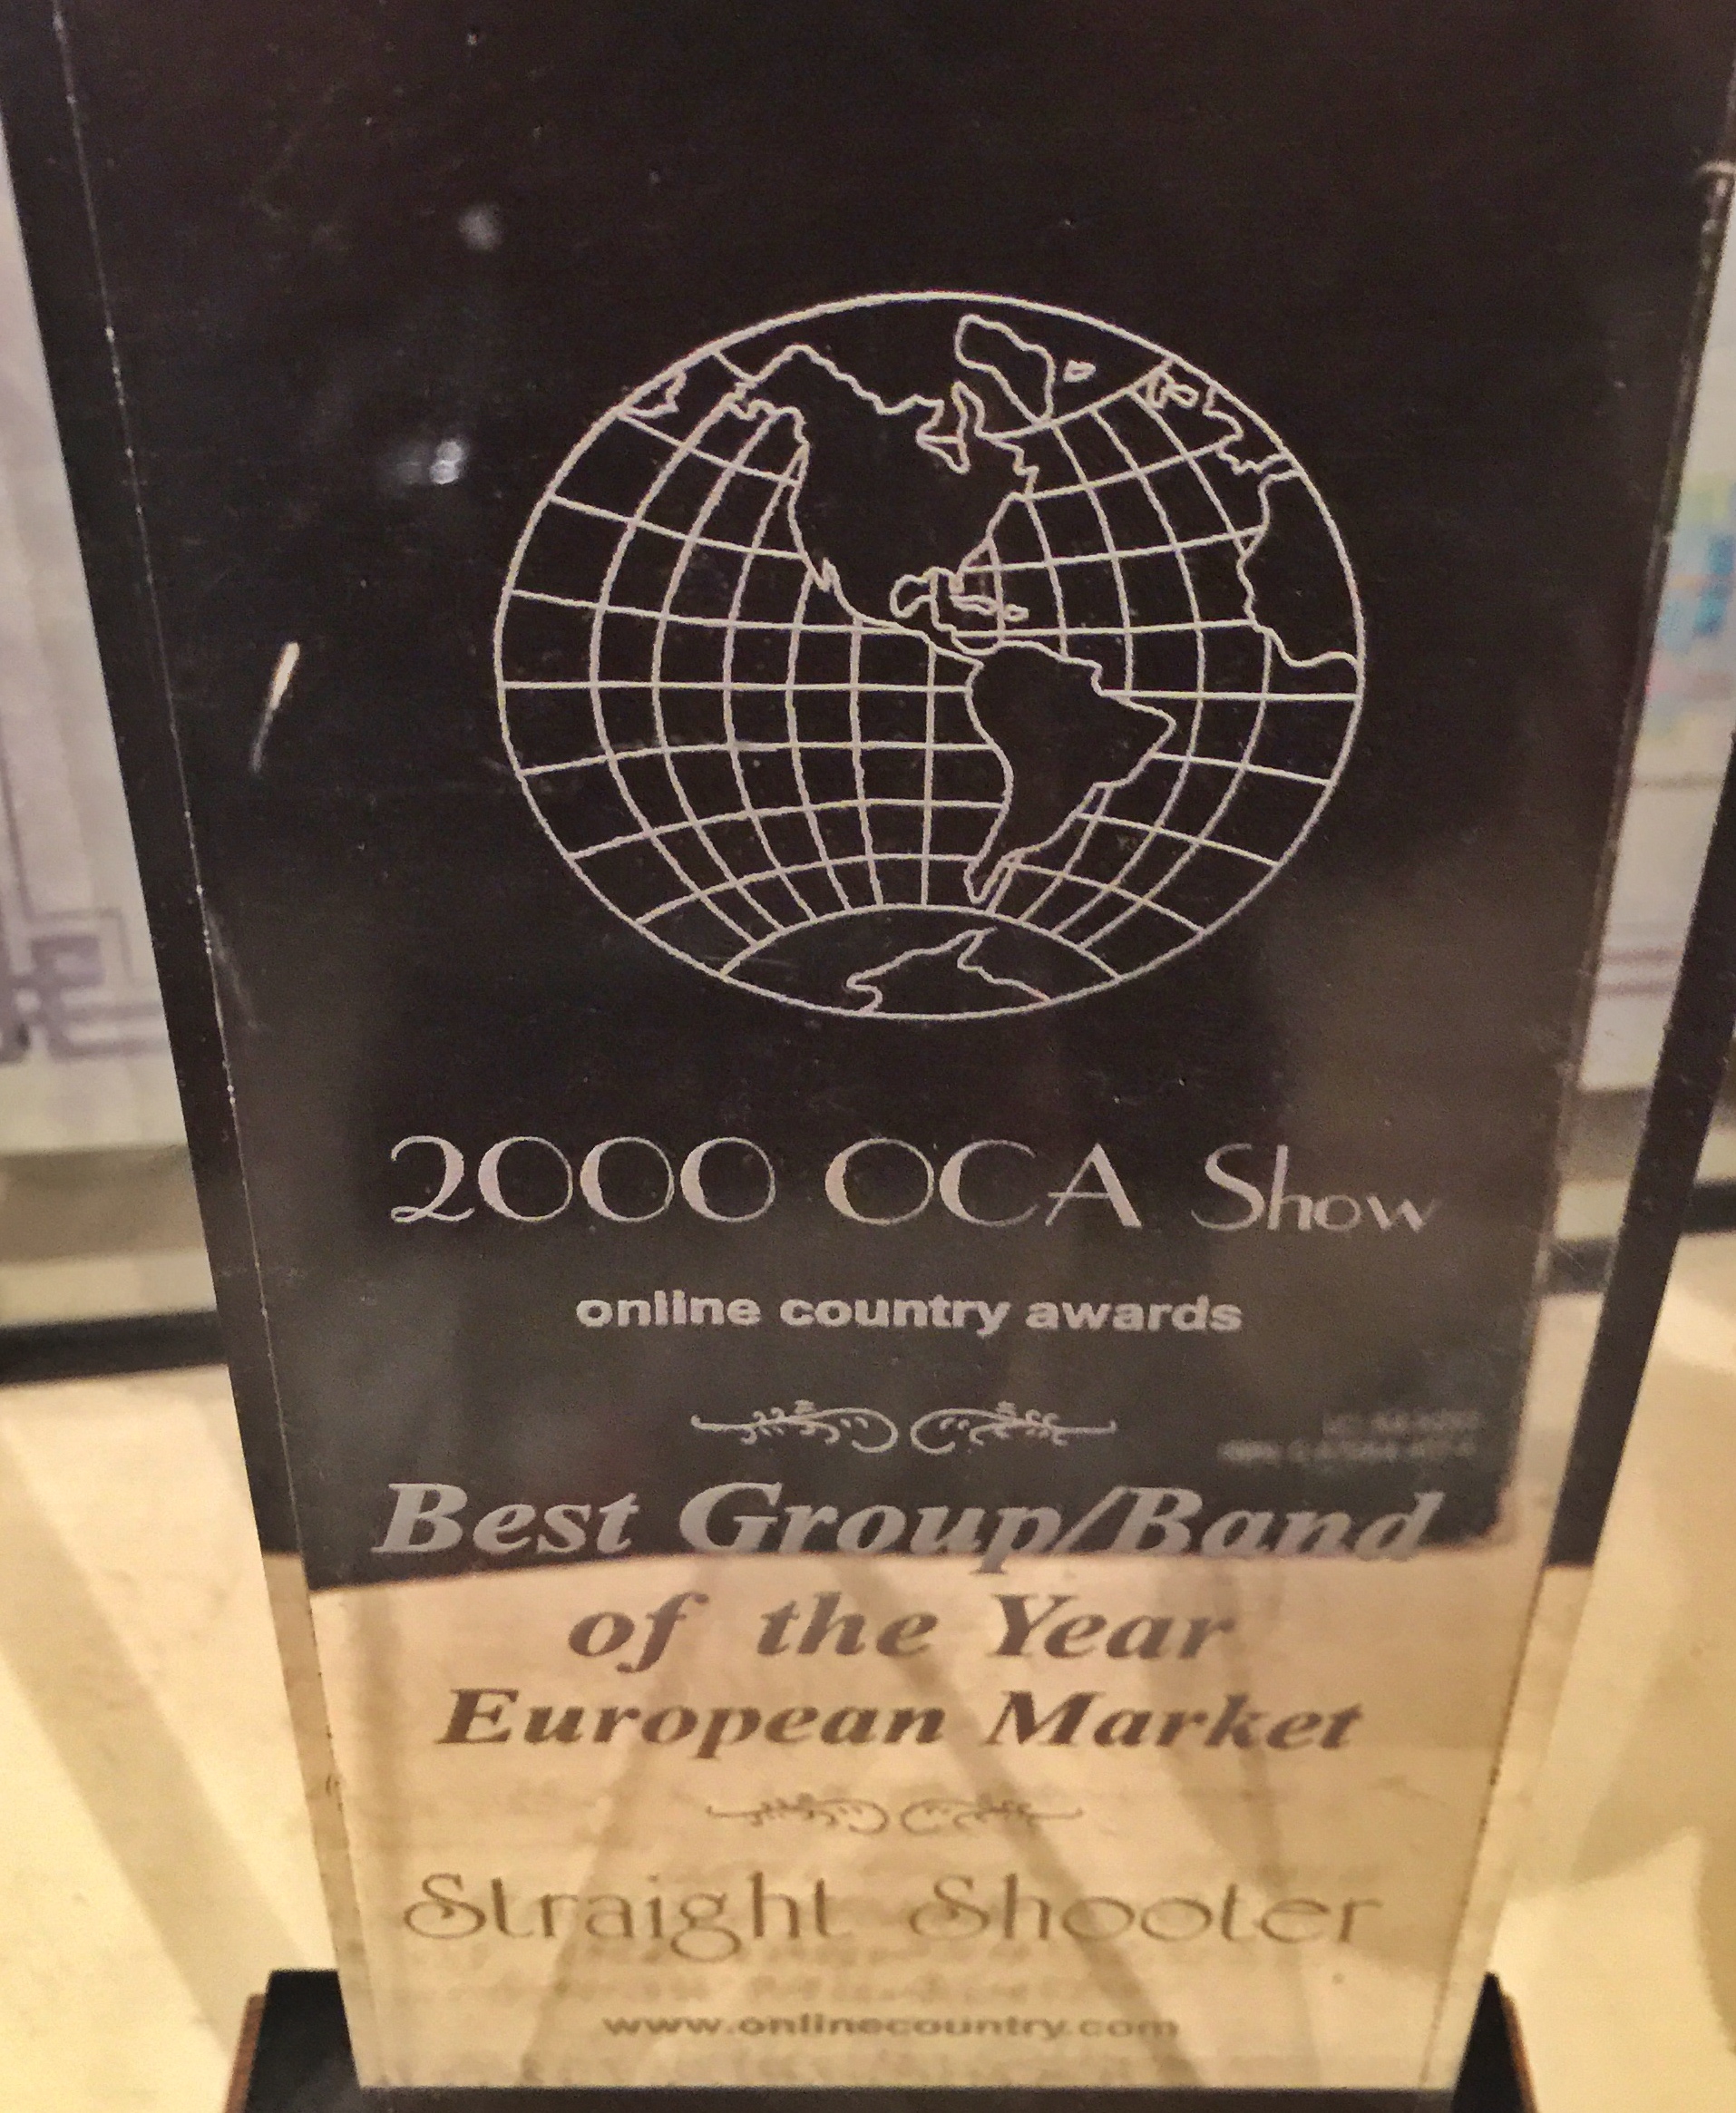 2000 OCA Show
online country awards
Best Group/Band
of the Year
European Market
Straight Shooter
www.onlinecountry.com